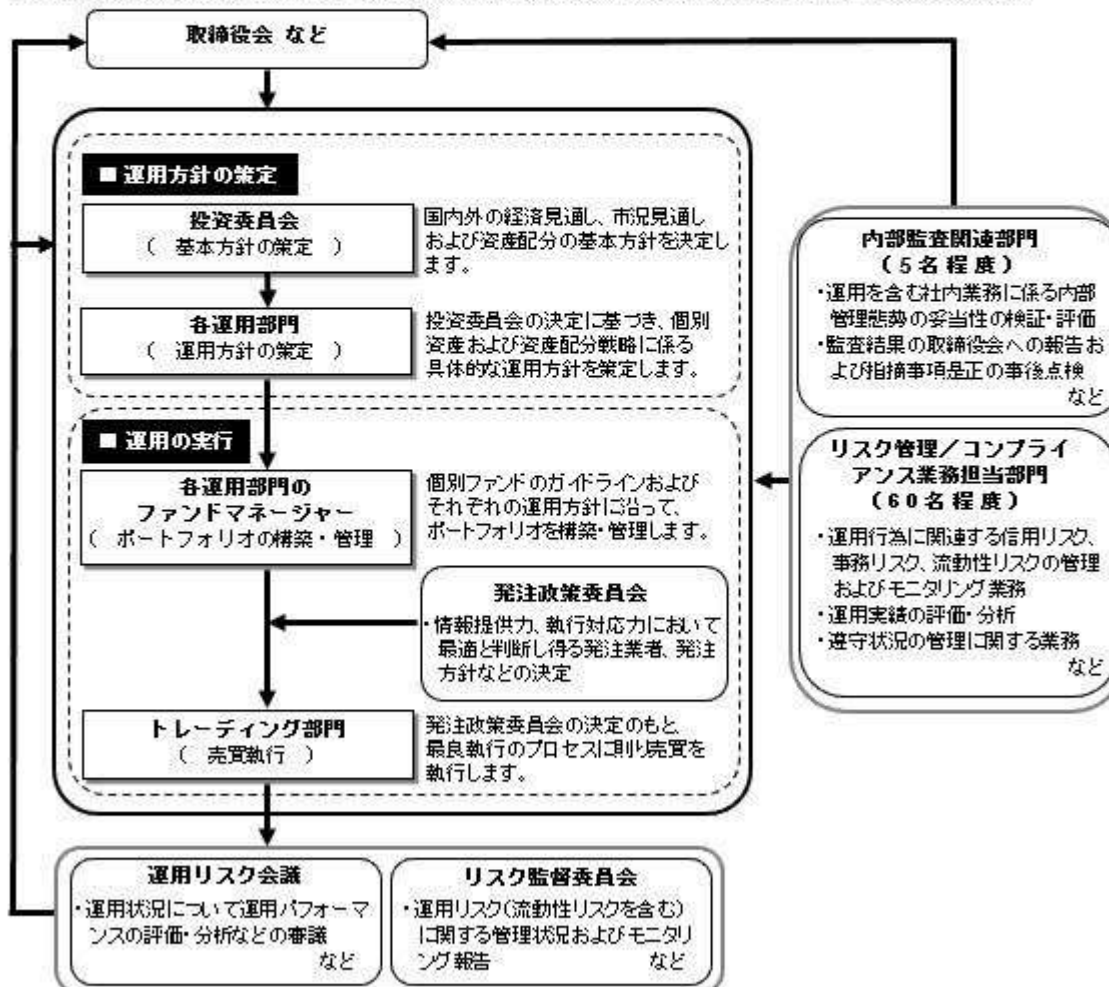 取締役会 など
■ 運用方針の策定
投資委員会
（ 基本方針の策定 ）
国内外の経済見通し、市況見通し
および資産配分の基本方針を決定し
ます。
各運用部門
（ 運用方針の策定 ）
投資委員会の決定に基づき、個別
資産および資産配分戦略に係る
具体的な運用方針を策定します。
■ 運用の実行
各運用部門の
ファンドマネージャー
（ ポートフォリオの構築・管理 ）
個別ファンドのガイドラインおよび
それぞれの運用方針に沿って、
ポートフォリオを構築・管理します。
発注政策委員会
・情報提供力、執行対応力において
最適と判断し得る発注業者、発注
方針などの決定
トレーディング部門
（ 売買執行 ）
発注政策委員会の決定のもと、
最良執行のプロセスに則り売買を
執行します。
内部監査関連部門
（５名程度）
・運用を含む社内業務に係る内部
管理態勢の妥当性の検証・評価
・監査結果の取締役会への報告お
よび指摘事項是正の事後点検
など
リスク管理／コンプライ
アンス業務担当部門
（６０名程度）
・運用行為に関連する信用リスク、
事務リスク、流動性リスクの管理
およびモニタリング業務
・運用実績の評価・分析
・遵守状況の管理に関する業務
など
運用リスク会議
・運用状況について運用パフォーマ
ンスの評価・分析などの審議
など
リスク監督委員会
・運用リスク（流動性リスクを含む）
に関する管理状況およびモニタリ
ング報告 など